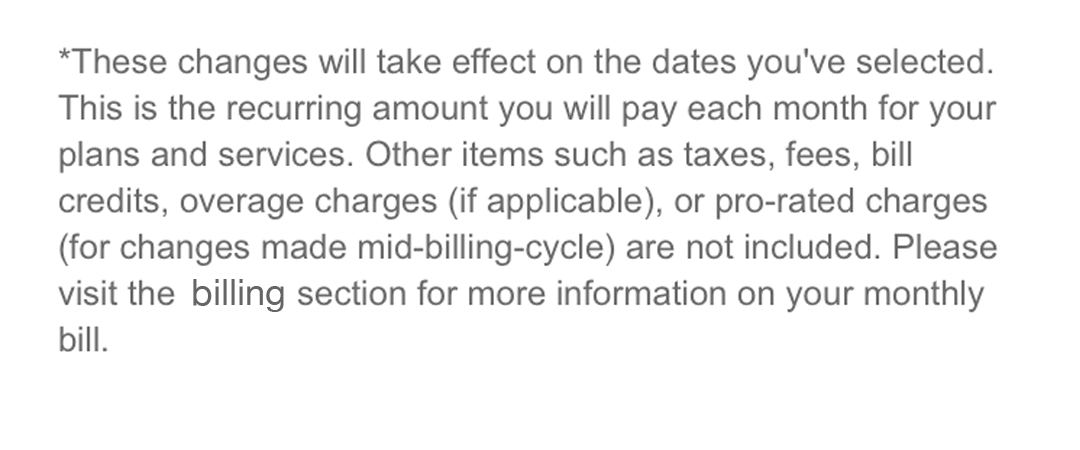 *These changes will take effect on the dates you've selected.
This is the recurring amount you will pay each month for your
plans and services. Other items such as taxes, fees, bill
credits, overage charges (if applicable), or pro-rated charges
(for changes made mid-billing-cycle) are not included. Please
visit the billing section for more information on your monthly
bill.